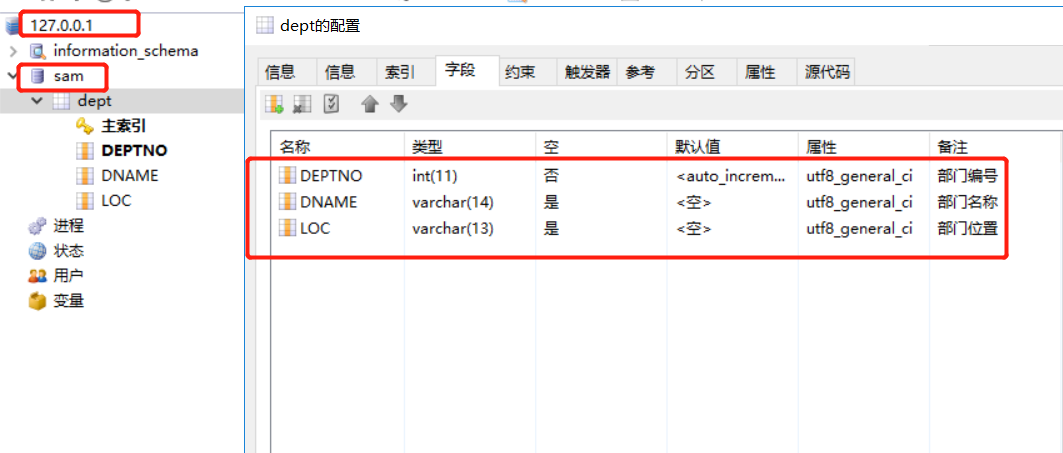 127.0.0.1
information_schema
sam
dept
主索引
DEPTNO
DNAME
LOC
进程
状态
用户
变量
dept的配置
信息 信息 索引 字段 约束 触发器 参考 分区 属性 源代码
名称 类型 空 默认值 属性 备注
DEPTNO int(11) 否 <auto_increm... utf8_general_ci 部门编号
DNAME varchar(14) 是 <空> utf8_general_ci 部门名称
LOC varchar(13) 是 <空> utf8_general_ci 部门位置